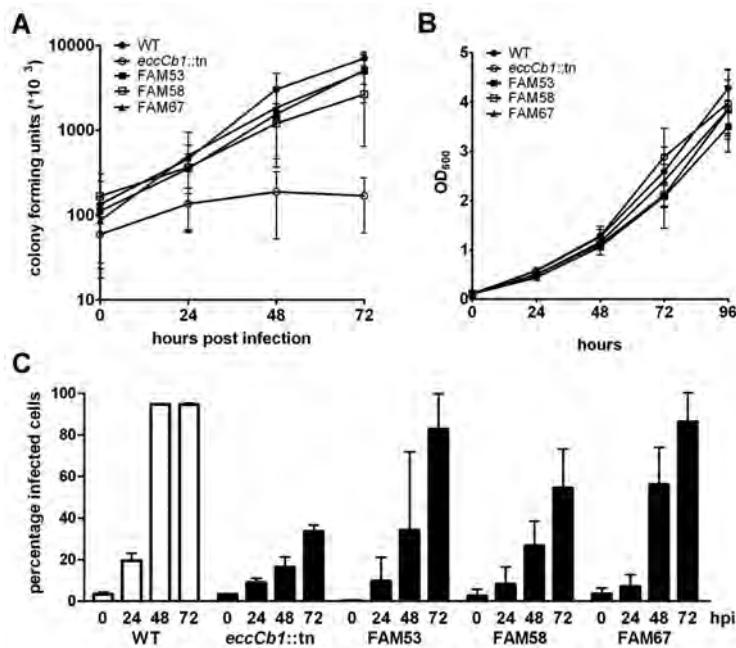 A
colony forming units (*10^3)
10000
1000
100
10
0 24 48 72
hours post infection
WT
eccCb1::tn
FAM53
FAM58
FAM67
B
OD600
5
4
3
2
1
0
0 24 48 72 96
hours
WT
eccCb1::tn
FAM53
FAM58
FAM67
C
percentage infected cells
100
80
60
40
20
0
0 24 48 72 0 24 48 72 0 24 48 72 0 24 48 72 0 24 48 72 hpi
WT eccCb1::tn FAM53 FAM58 FAM67